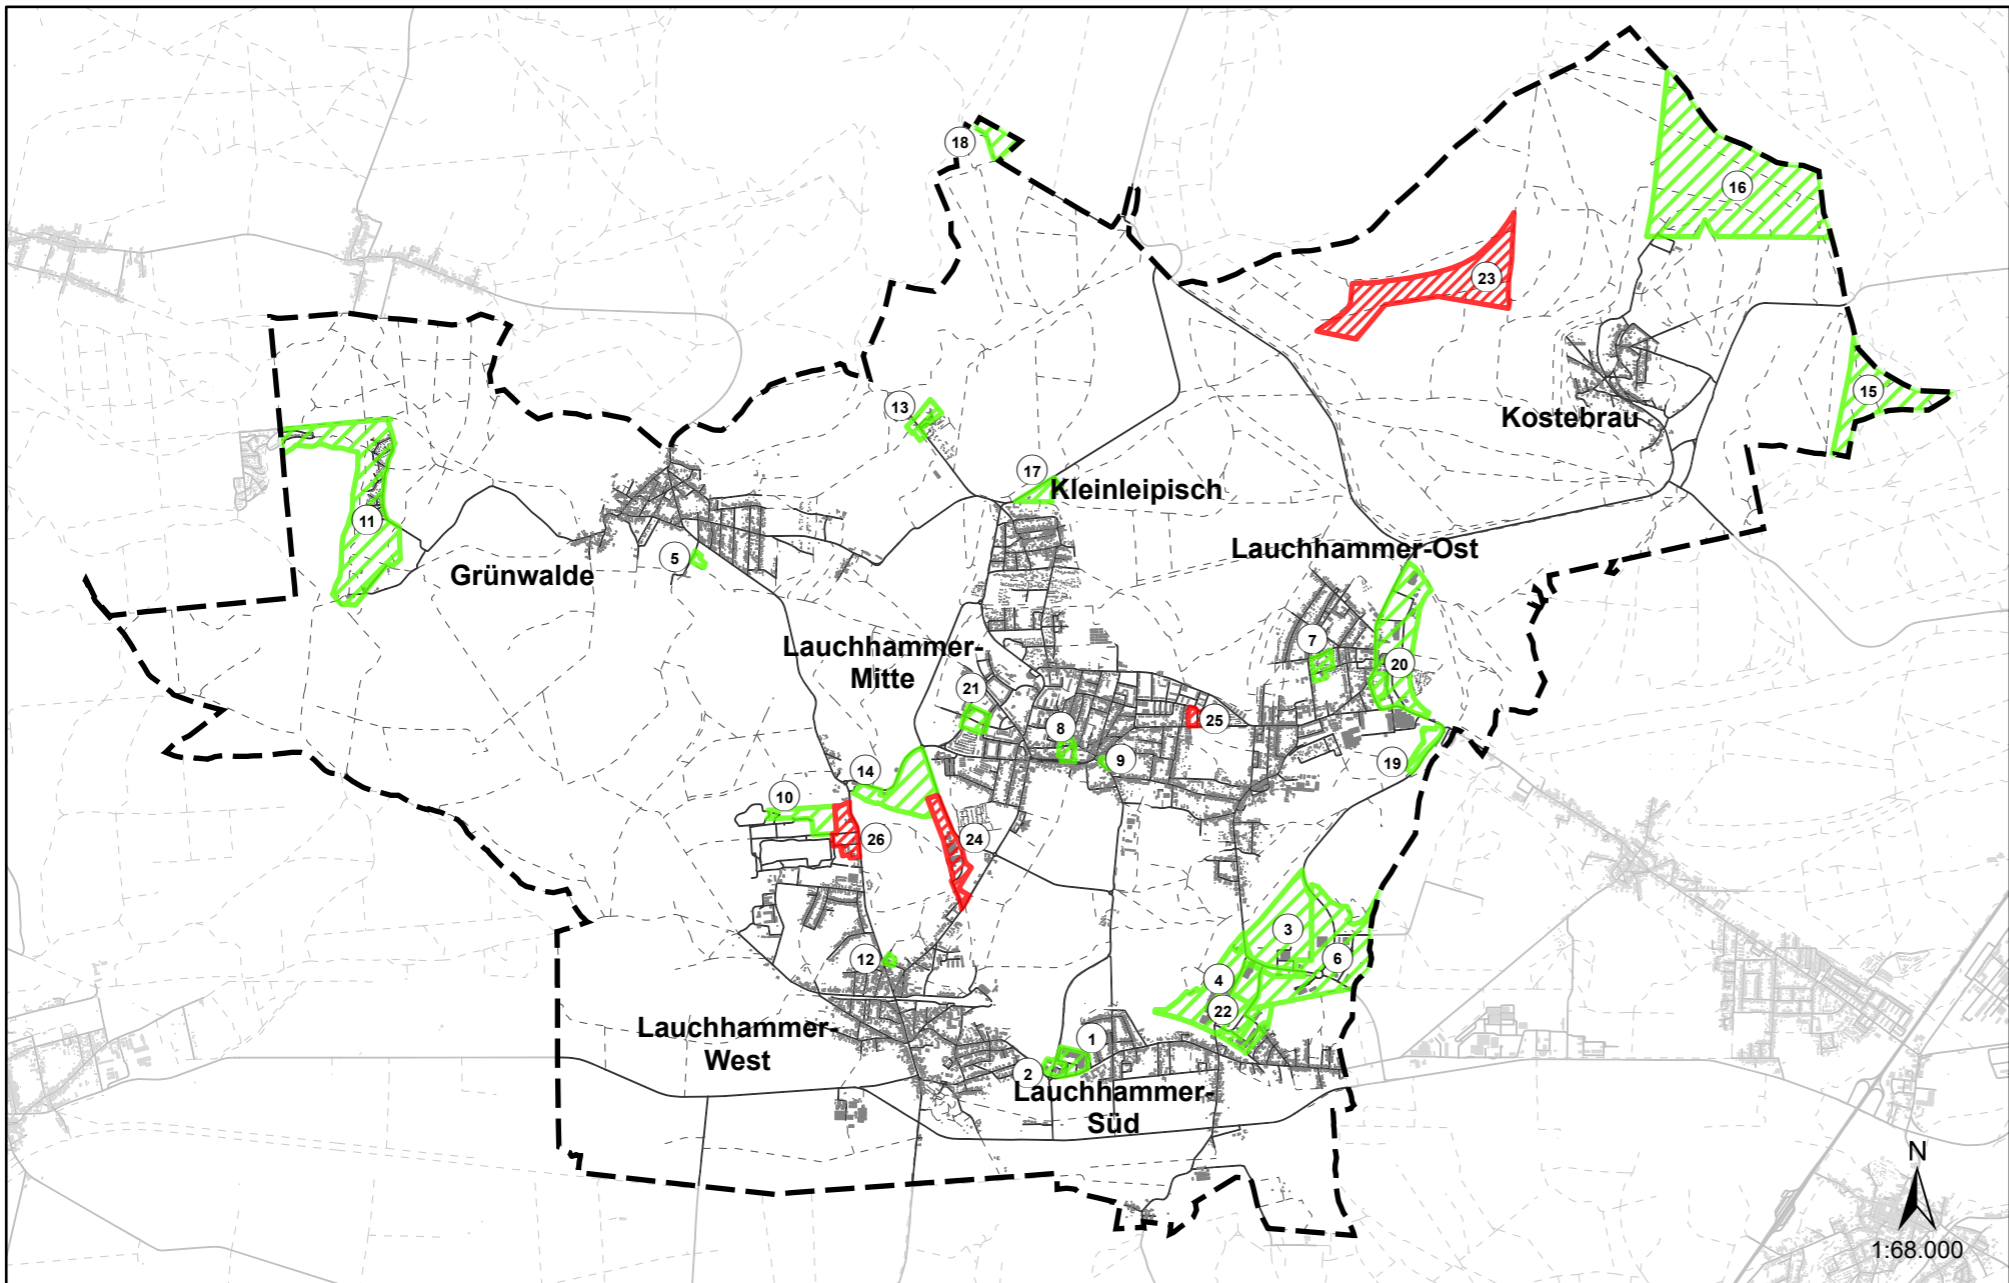 18
16
23
15
13
Kostebrau
17
Kleinleipisch
11
5
Lauchhammer-Ost
Grünwalde
7
Lauchhammer-
Mitte
20
21
25
8
9
19
14
10
26
24
3
12
6
4
22
Lauchhammer-
West
1
2
Lauchhammer-
Süd
N
1:68.000